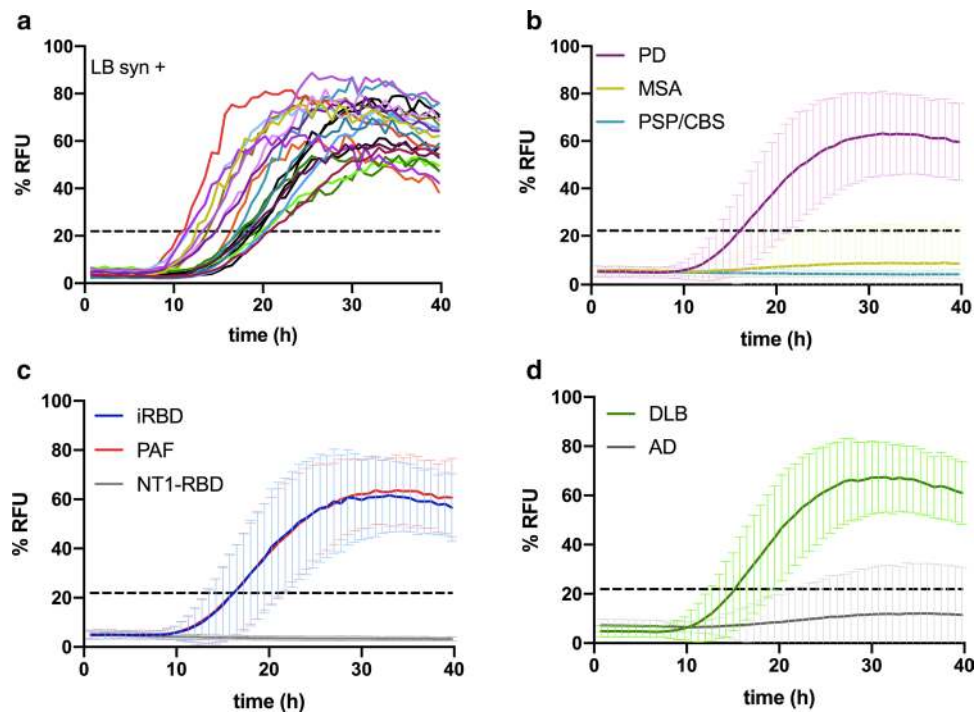 a
100
80
60
40
20
0
% RFU
LB syn +
0 10 20 30 40
time (h)
b
100
80
60
40
20
0
% RFU
PD
MSA
PSP/CBS
0 10 20 30 40
time (h)
c
100
80
60
40
20
0
% RFU
iRBD
PAF
NT1-RBD
0 10 20 30 40
time (h)
d
100
80
60
40
20
0
% RFU
DLB
AD
0 10 20 30 40
time (h)